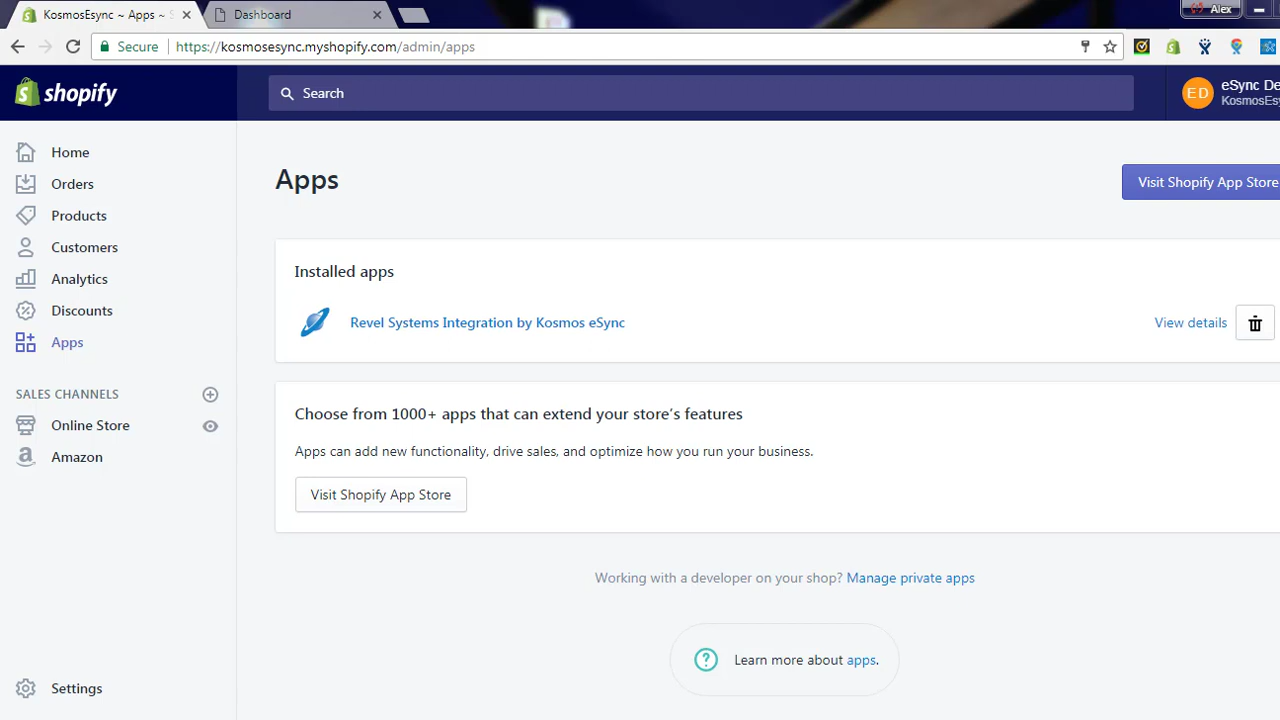 KosmosEsync ~ Apps ~
Dashboard
Alex
Secure
https://kosmosesync.myshopify.com/admin/apps
shopify
Search
ED
eSync De
KosmosEsy
Home
Orders
Products
Customers
Analytics
Discounts
Apps
SALES CHANNELS
Online Store
Amazon
Settings
Apps
Visit Shopify App Store
Installed apps
Revel Systems Integration by Kosmos eSync
View details
Choose from 1000+ apps that can extend your store's features
Apps can add new functionality, drive sales, and optimize how you run your business.
Visit Shopify App Store
Working with a developer on your shop? Manage private apps
Learn more about apps.